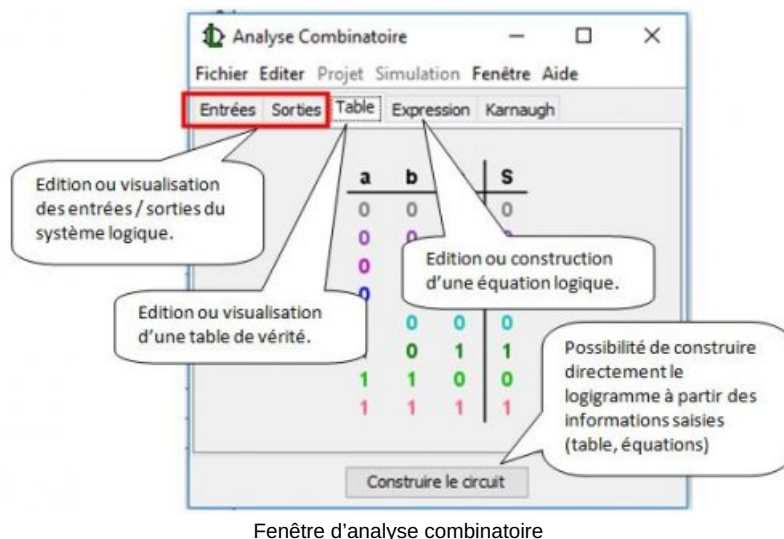 Analyse Combinatoire
Fichier Editer Projet Simulation Fenêtre Aide
Entrées Sorties Table Expression Karnaugh
Edition ou visualisation
des entrées / sorties du
système logique.
a b S
0 0 0
0 0
0
0
0 0 0
0 1 1
1 1 0 0
1 1 1 1
Edition ou construction
d'une équation logique.
Edition ou visualisation
d'une table de vérité.
Possibilité de construire
directement le
logigramme à partir des
informations saisies
(table, équations)
Construire le circuit
Fenêtre d'analyse combinatoire